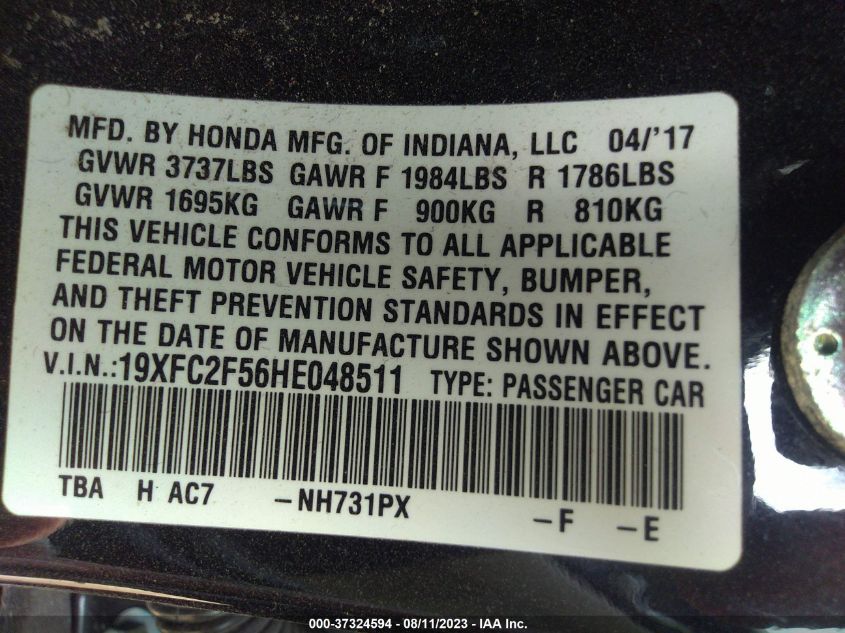 MFD. BY HONDA MFG. OF INDIANA, LLC 04/'17
GVWR 3737LBS GAWR F 1984LBS R 1786LBS
GVWR 1695KG GAWR F 900KG R 810KG
THIS VEHICLE CONFORMS TO ALL APPLICABLE
FEDERAL MOTOR VEHICLE SAFETY, BUMPER,
AND THEFT PREVENTION STANDARDS IN EFFECT
ON THE DATE OF MANUFACTURE SHOWN ABOVE.
V.I.N.:19XFC2F56HE048511 TYPE: PASSENGER CAR
TBA H AC7 -NH731PX -F -E
000-37324594 - 08/11/2023 - IAA Inc.